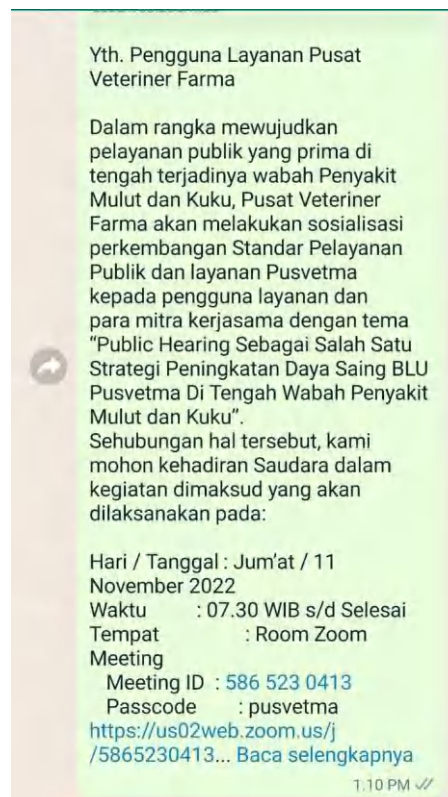 Yth. Pengguna Layanan Pusat
Veteriner Farma
Dalam rangka mewujudkan
pelayanan publik yang prima di
tengah terjadinya wabah Penyakit
Mulut dan Kuku, Pusat Veteriner
Farma akan melakukan sosialisasi
perkembangan Standar Pelayanan
Publik dan layanan Pusvetma
kepada pengguna layanan dan
para mitra kerjasama dengan tema
“Public Hearing Sebagai Salah Satu
Strategi Peningkatan Daya Saing BLU
Pusvetma Di Tengah Wabah Penyakit
Mulut dan Kuku”.
Sehubungan hal tersebut, kami
mohon kehadiran Saudara dalam
kegiatan dimaksud yang akan
dilaksanakan pada:
Hari / Tanggal : Jum’at / 11
November 2022
Waktu : 07.30 WIB s/d Selesai
Tempat : Room Zoom
Meeting
Meeting ID : 586 523 0413
Passcode : pusvetma
https://us02web.zoom.us/j
/5865230413... Baca selengkapnya
1:10 PM